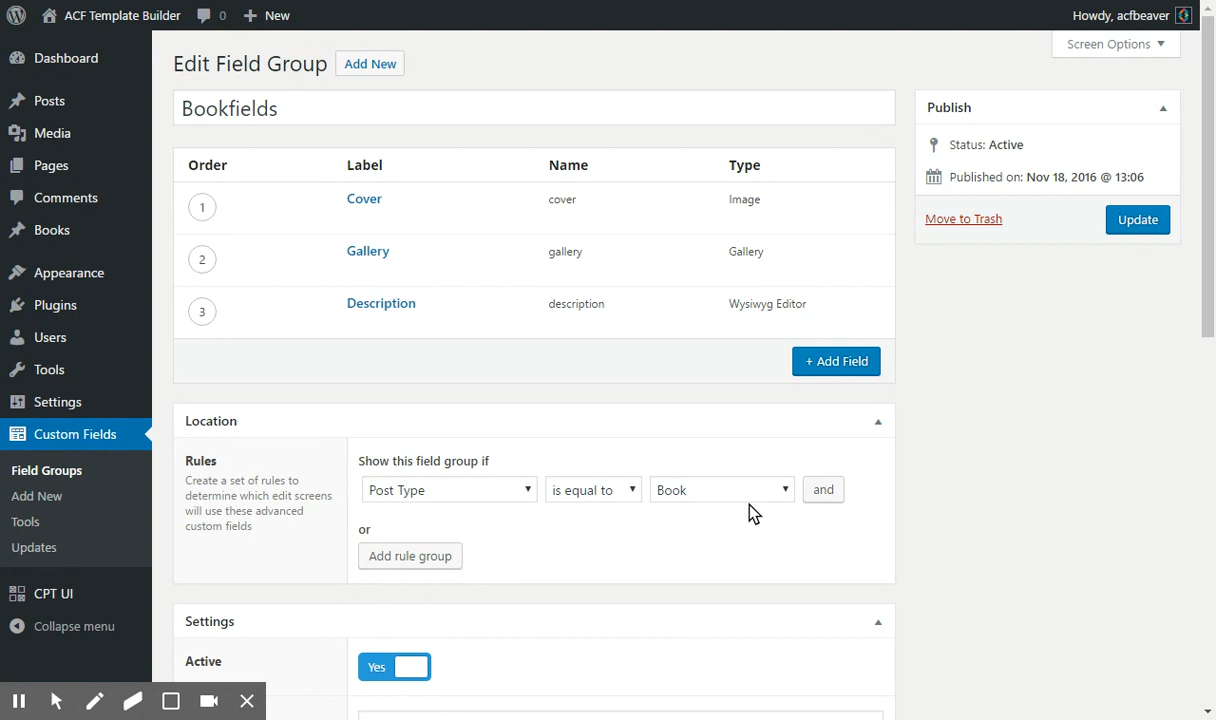 ACF Template Builder 0 New Howdy, acfbeaver
Screen Options
Dashboard
Posts
Media
Pages
Comments
Books
Appearance
Plugins
Users
Tools
Settings
Custom Fields
Field Groups
Add New
Tools
Updates
CPT UI
Collapse menu
Edit Field Group Add New
Bookfields
Order Label Name Type
1 Cover cover Image
2 Gallery gallery Gallery
3 Description description Wysiwyg Editor
+ Add Field
Location
Rules
Create a set of rules to
determine which edit screens
will use these advanced
custom fields
Show this field group if
Post Type is equal to Book and
or
Add rule group
Settings
Active
Yes
Publish
Status: Active
Published on: Nov 18, 2016 @ 13:06
Move to Trash Update